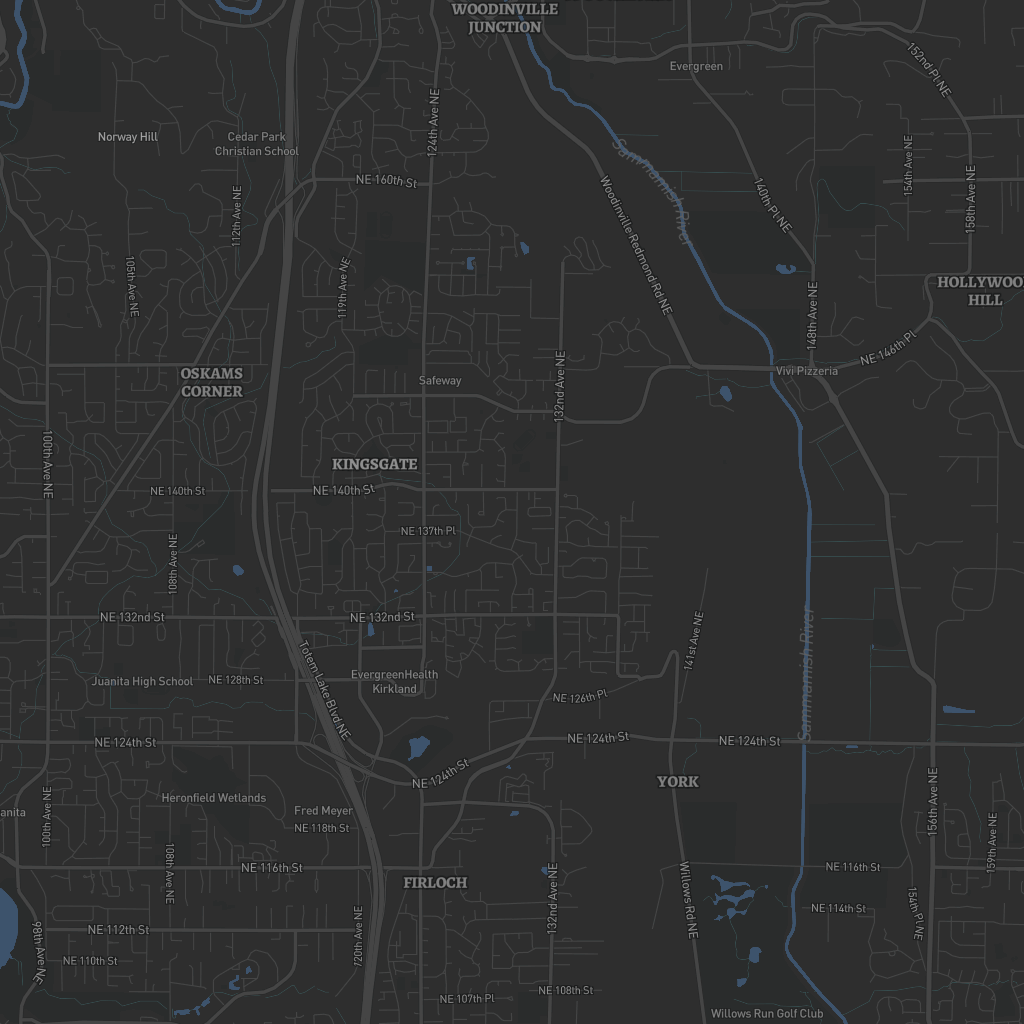 WOODINVILLE
JUNCTION
Evergreen
152nd Pl NE
124th Ave NE
Norway Hill
Cedar Park
Christian School
Sammamish River
154th Ave NE
NE 160th St
112th Ave NE
Woodinville Redmond Rd NE
140th Pl NE
158th Ave NE
105th Ave NE
119th Ave NE
HOLLYWOO
HILL
148th Ave NE
NE 146th Pl
OSKAMS
CORNER
Safeway
132nd Ave NE
Vivi Pizzeria
100th Ave NE
KINGSGATE
NE 140th St
NE 140th St
NE 137th Pl
108th Ave NE
NE 132nd St
NE 132nd St
141st Ave NE
Sammamish River
Totem Lake Blvd NE
Juanita High School
NE 128th St
EvergreenHealth
Kirkland
NE 126th Pl
NE 124th St
NE 124th St
NE 124th St
NE 124th St
YORK
Heronfield Wetlands
anita
100th Ave NE
Fred Meyer
NE 118th St
156th Ave NE
159th Ave NE
108th Ave NE
NE 116th St
NE 116th St
FIRLOCH
132nd Ave NE
Willows Rd NE
154th Pl NE
NE 114th St
98th Ave NE
NE 112th St
120th Ave NE
NE 110th St
NE 107th Pl
NE 108th St
Willows Run Golf Club